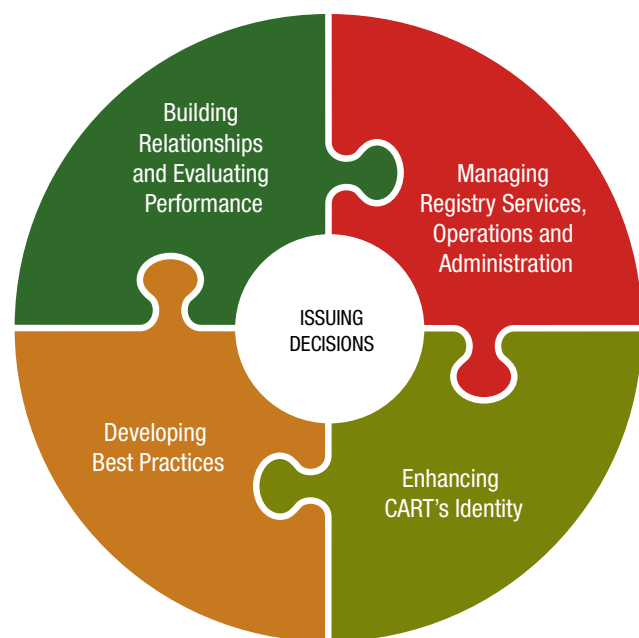 Building
Relationships
and Evaluating
Performance
Managing
Registry Services,
Operations and
Administration
ISSUING
DECISIONS
Developing
Best Practices
Enhancing
CART’s Identity